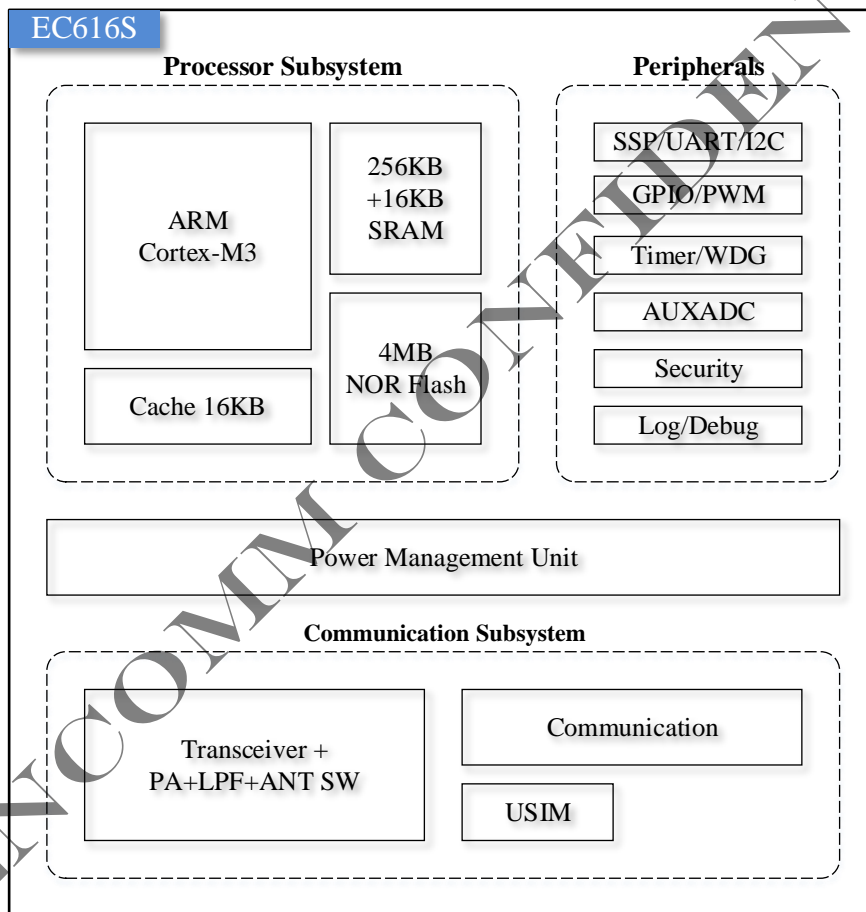 EC616S
Processor Subsystem
ARM
Cortex-M3
256KB
+16KB
SRAM
Cache 16KB
4MB
NOR Flash
Peripherals
SSP/UART/I2C
GPIO/PWM
Timer/WDG
AUXADC
Security
Log/Debug
Power Management Unit
Communication Subsystem
Transceiver +
PA+LPF+ANT SW
Communication
USIM